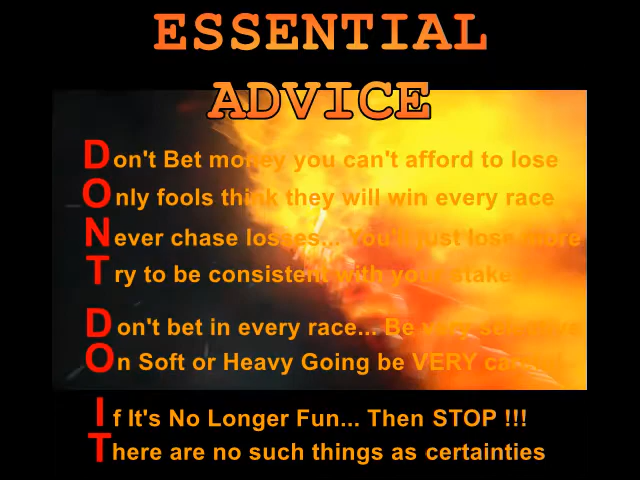 ESSENTIAL
ADVICE
Don't Bet money you can't afford to lose
Only fools think they will win every race
Never chase losses... You'll just lose more
Try to be consistent with your stake
Don't bet in every race... Be very
On Soft or Heavy Going be VERY
If It's No Longer Fun... Then STOP !!!
There are no such things as certainties